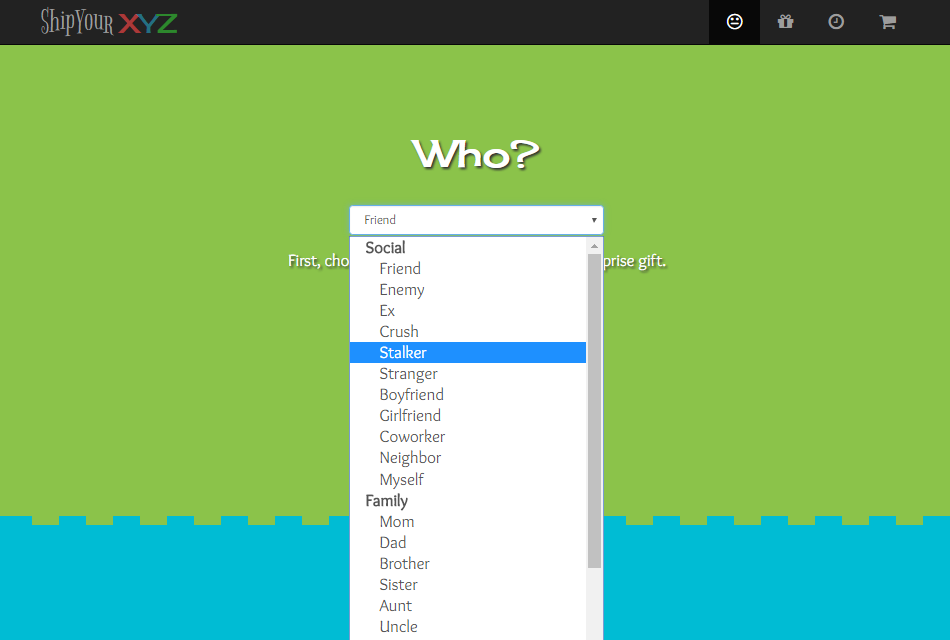 ShipYour XYZ
Who?
Friend
First, cho
prise gift.
Social
Friend
Enemy
Ex
Crush
Stalker
Stranger
Boyfriend
Girlfriend
Coworker
Neighbor
Myself
Family
Mom
Dad
Brother
Sister
Aunt
Uncle